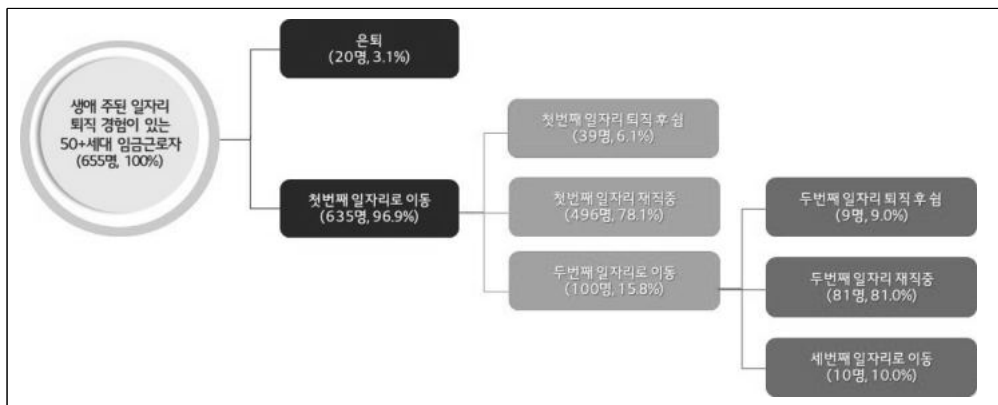 생애 주된 일자리
퇴직 경험이 있는
50+세대 임금근로자
(655명, 100%)
은퇴
(20명, 3.1%)
첫번째 일자리로 이동
(635명, 96.9%)
첫번째 일자리 퇴직 후 쉼
(39명, 6.1%)
첫번째 일자리 재직중
(496명, 78.1%)
두번째 일자리로 이동
(100명, 15.8%)
두번째 일자리 퇴직 후 쉼
(9명, 9.0%)
두번째 일자리 재직중
(81명, 81.0%)
세번째 일자리로 이동
(10명, 10.0%)